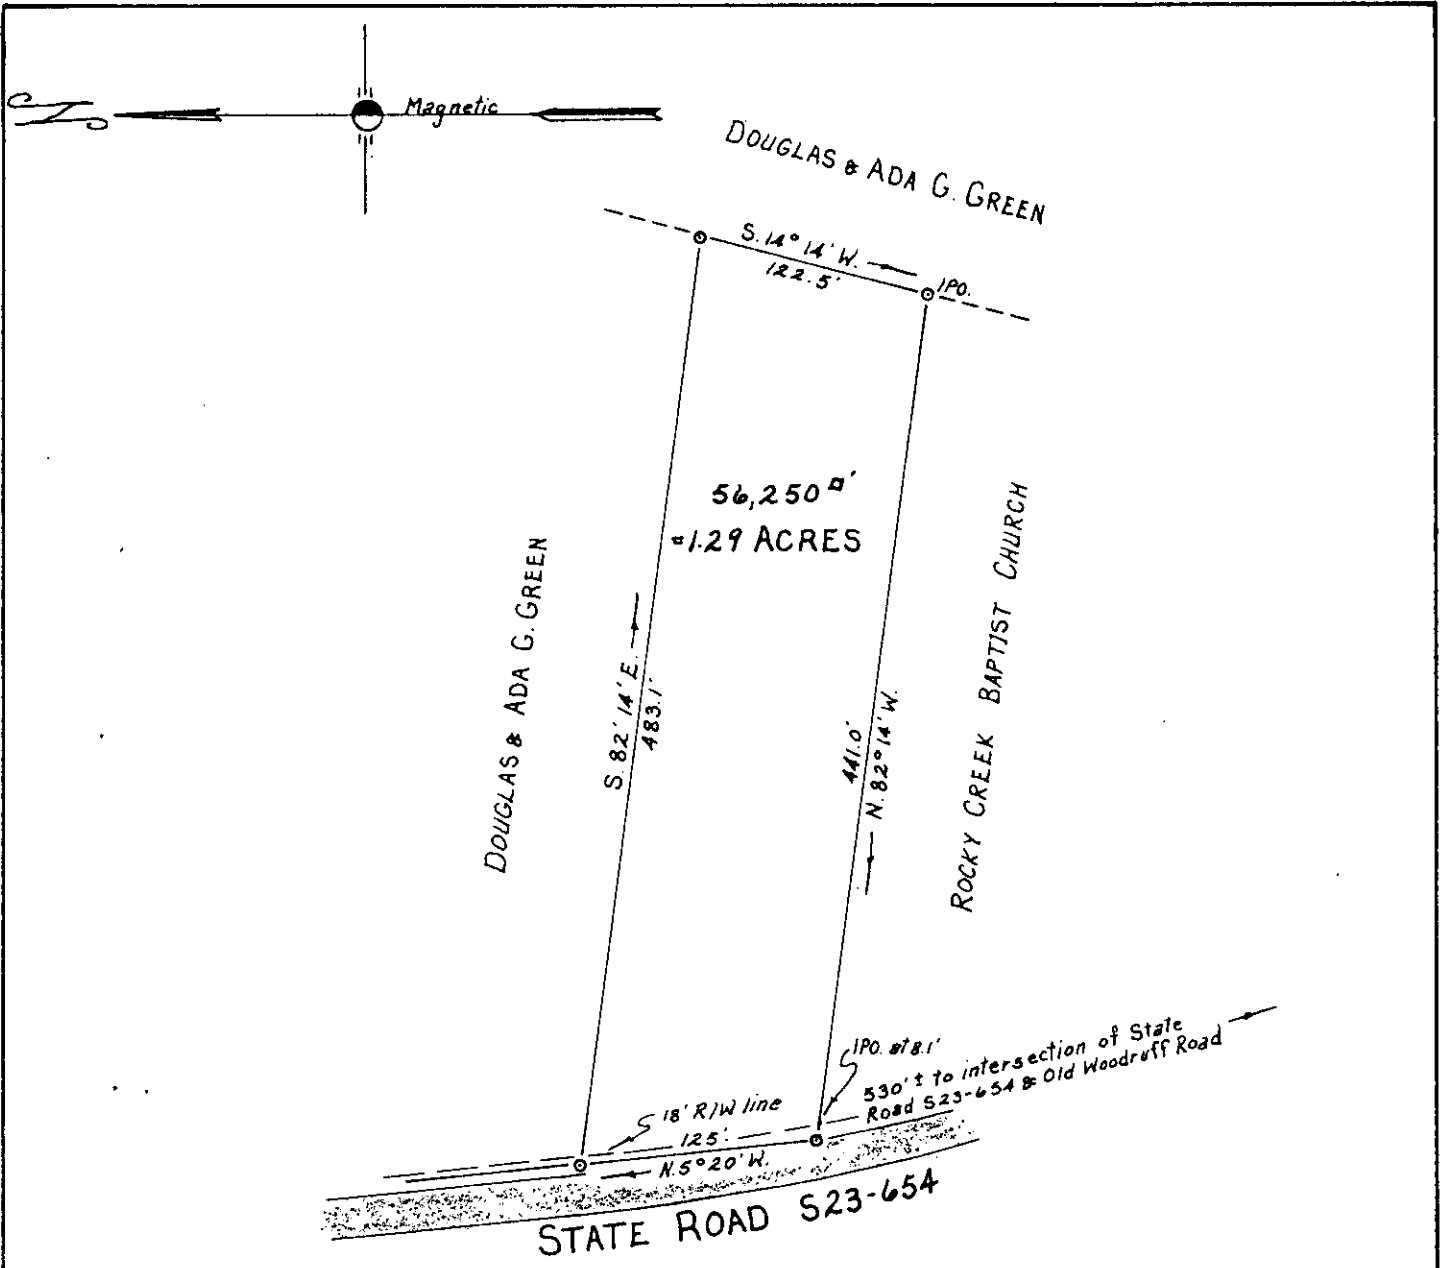 N
Magnetic
DOUGLAS & ADA G. GREEN
S. 14° 14' W.
122.5'
IPO.
56,250 □'
=1.29 ACRES
DOUGLAS & ADA G. GREEN
S. 82' 14' E.
483.1'
441.0'
N. 82° 14' W.
ROCKY CREEK BAPTIST CHURCH
IPO. at 8.1'
530' ± to intersection of State
Road S23-654 & Old Woodruff Road
18' R/W line
125'
N. 5° 20' W.
STATE ROAD S23-654